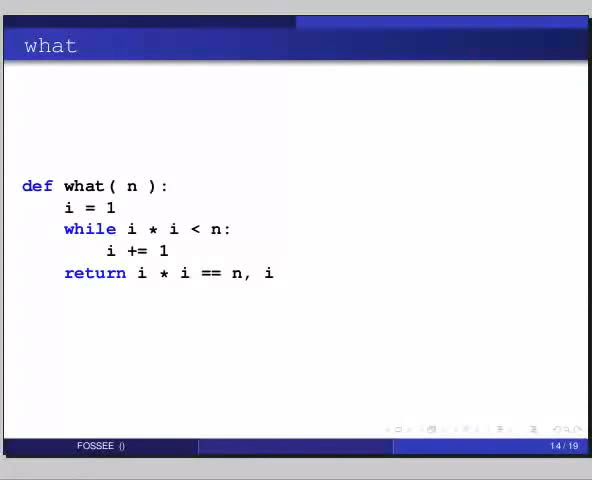 what
def what( n ):
    i = 1
    while i * i < n:
        i += 1
    return i * i == n, i
FOSSEE ()
14 / 19